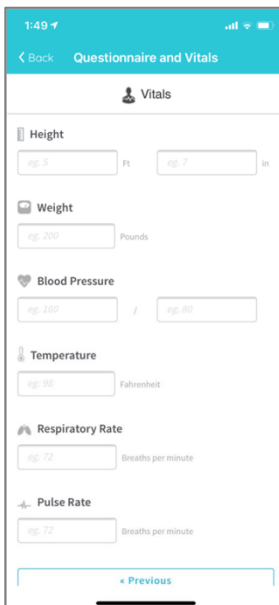 1:49
Back Questionnaire and Vitals
Vitals
Height
eg. 5 Ft eg. 7 in
Weight
eg. 200 Pounds
Blood Pressure
eg. 160 / eg. 80
Temperature
eg. 98 Fahrenheit
Respiratory Rate
eg. 72 Breaths per minute
Pulse Rate
eg. 72 Breaths per minute
« Previous